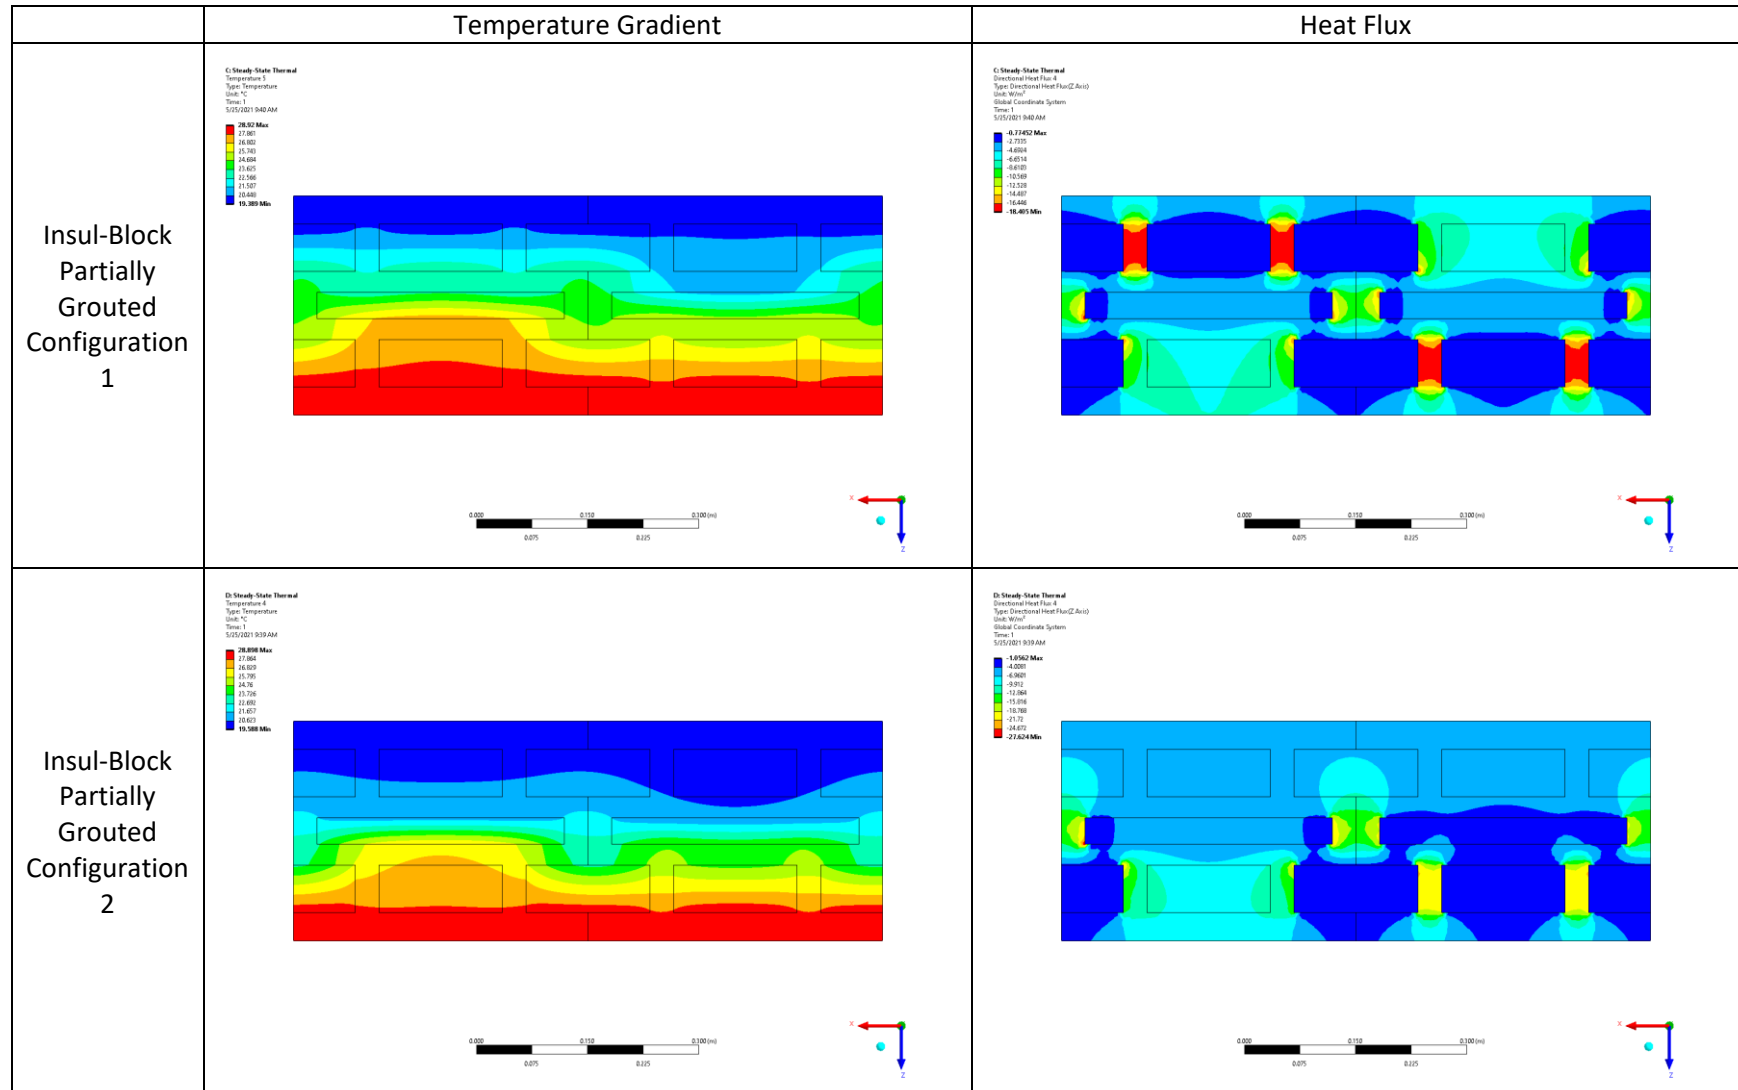 Temperature Gradient
Heat Flux
Insul-Block
Partially
Grouted
Configuration
1
C: Steady-State Thermal
Temperature 5
Type: Temperature
Unit: °C
Time: 1
5/25/2021 9:40 AM
28.92 Max
27.861
26.802
25.743
24.684
23.625
22.566
21.507
20.448
19.389 Min
0.000
0.150
0.300 (m)
0.075
0.225
X
Z
C: Steady-State Thermal
Directional Heat Flux 4
Type: Directional Heat Flux(Z Axis)
Unit: W/m²
Global Coordinate System
Time: 1
5/25/2021 9:40 AM
-0.77452 Max
-2.7335
-4.6924
-6.6514
-8.6103
-10.569
-12.528
-14.487
-16.446
-18.405 Min
0.000
0.150
0.300 (m)
0.075
0.225
X
Z
Insul-Block
Partially
Grouted
Configuration
2
D: Steady-State Thermal
Temperature 4
Type: Temperature
Unit: °C
Time: 1
5/25/2021 9:39 AM
28.898 Max
27.864
26.829
25.795
24.76
23.726
22.692
21.657
20.623
19.588 Min
0.000
0.150
0.300 (m)
0.075
0.225
X
Z
D: Steady-State Thermal
Directional Heat Flux 4
Type: Directional Heat Flux(Z Axis)
Unit: W/m²
Global Coordinate System
Time: 1
5/25/2021 9:39 AM
-1.0562 Max
-4.0081
-6.9601
-9.912
-12.864
-15.816
-18.768
-21.72
-24.672
-27.624 Min
0.000
0.150
0.300 (m)
0.075
0.225
X
Z